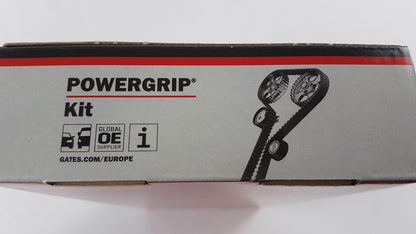 POWERGRIP®
Kit
GLOBAL
OE
SUPPLIER
i
GATES.COM/EUROPE